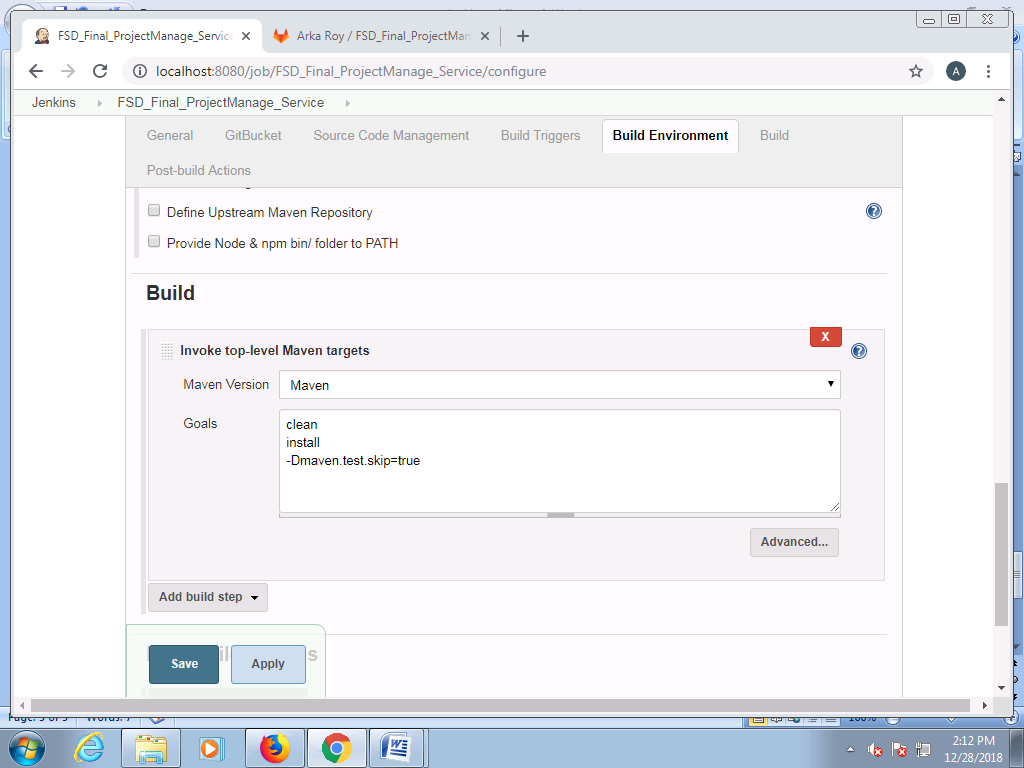 FSD_Final_ProjectManage_Service
Arka Roy / FSD_Final_ProjectMan
localhost:8080/job/FSD_Final_ProjectManage_Service/configure
A
Jenkins
FSD_Final_ProjectManage_Service
General
GitBucket
Source Code Management
Build Triggers
Build Environment
Build
Post-build Actions
Define Upstream Maven Repository
Provide Node & npm bin/ folder to PATH
Build
Invoke top-level Maven targets
X
Maven Version
Maven
Goals
clean
install
-Dmaven.test.skip=true
Advanced...
Add build step
Save
Apply
2:12 PM
12/28/2018